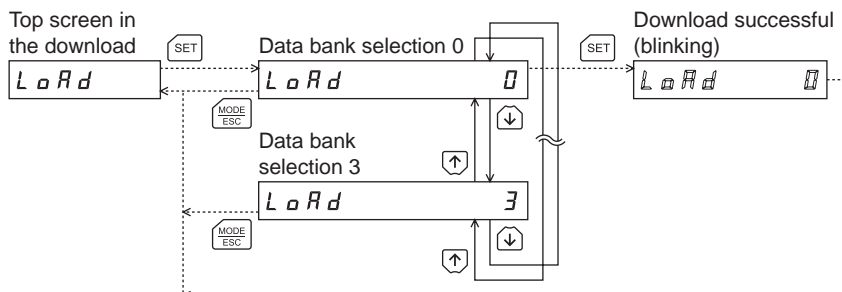 Top screen in
the download
SET
Data bank selection 0
SET
Download successful
(blinking)
LoAd
LoAd 0
LoAd 0
MODE
ESC
↓
Data bank
selection 3
↑
LoAd 3
MODE
ESC
↓
↑